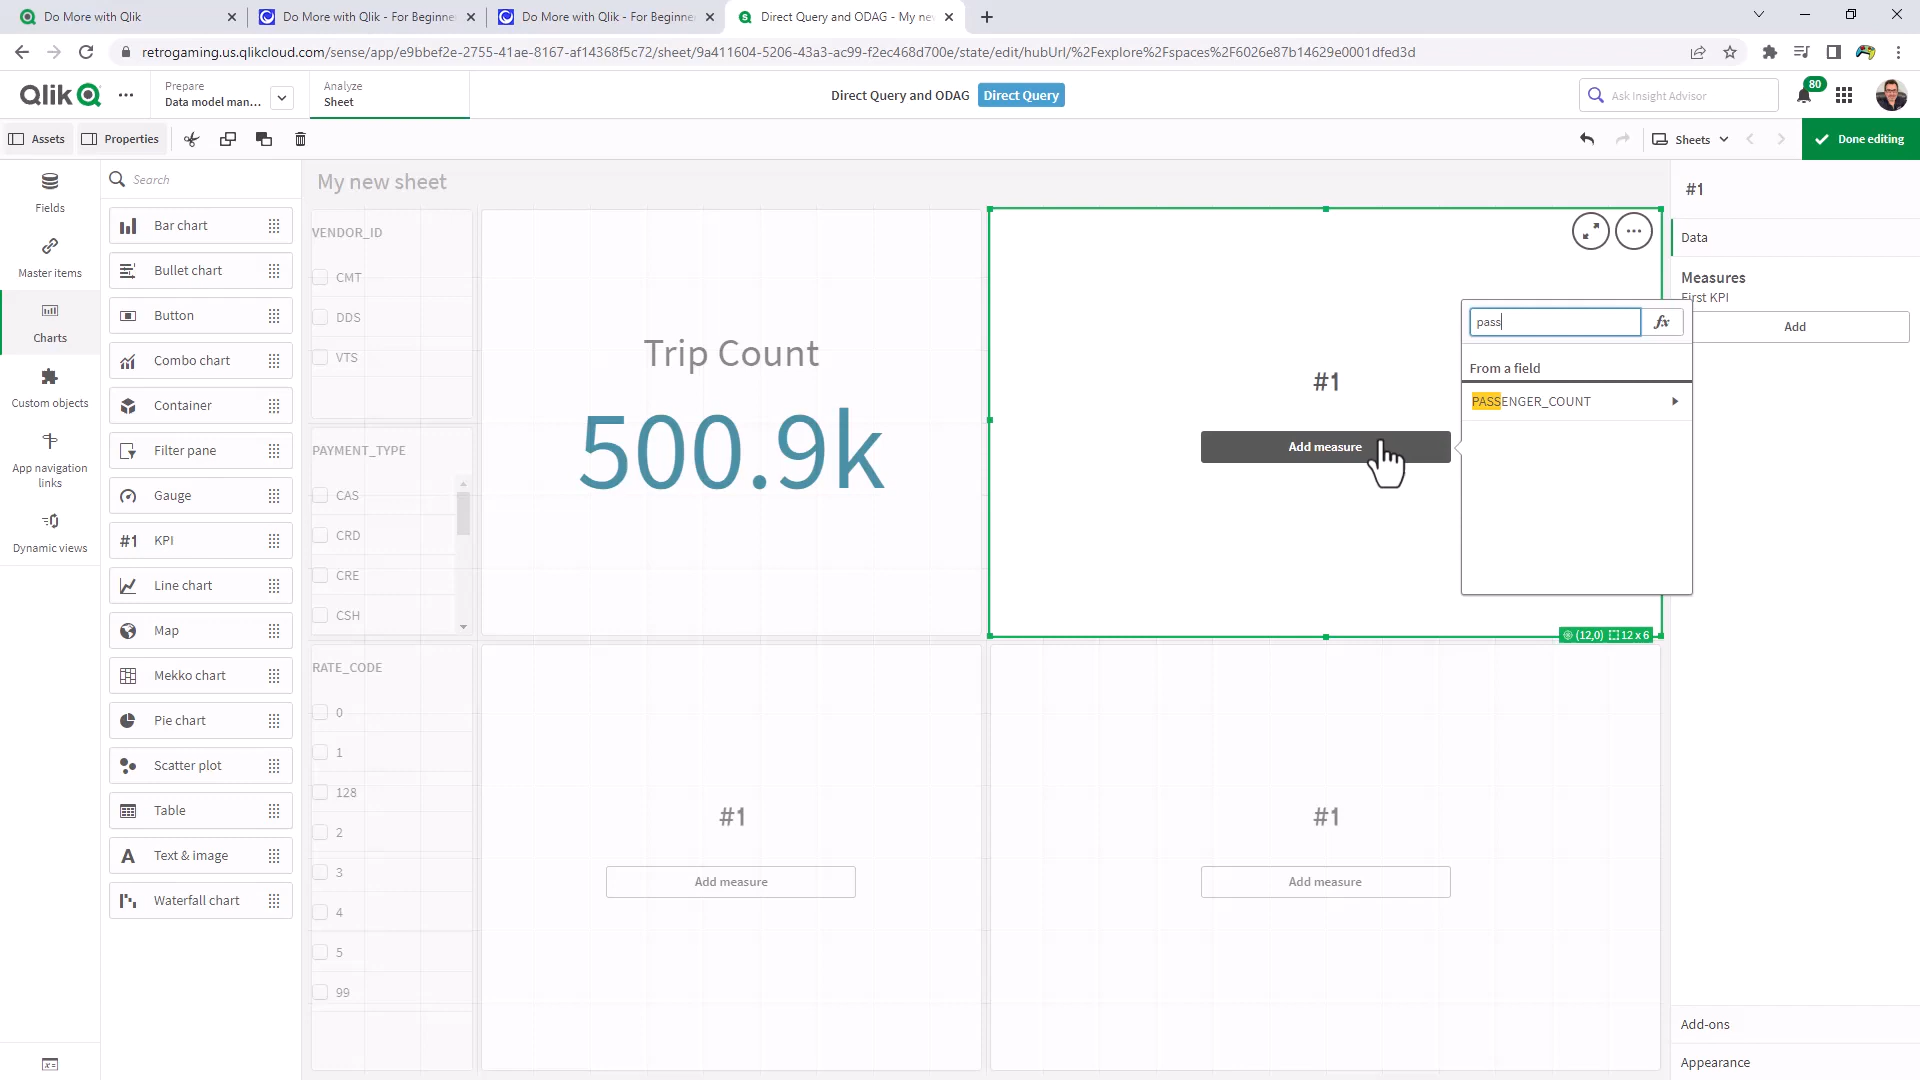 Do More with Qlik
Do More with Qlik - For Beginne
Do More with Qlik - For Beginne
Direct Query and ODAG - My ne
retrogaming.us.qlikcloud.com/sense/app/e9bbef2e-2755-41ae-8167-af14368f5c72/sheet/9a411604-5206-43a3-ac99-f2ec468d700e/state/edit/hubUrl/%2Fexplore%2Fspaces%2F6026e87b14629e0001dfed3d
Qlik
Prepare
Data model man...
Analyze
Sheet
Direct Query and ODAG
Direct Query
Ask Insight Advisor
80
Assets
Properties
Sheets
Done editing
Fields
Master items
Charts
Custom objects
App navigation
links
Dynamic views
Search
Bar chart
Bullet chart
Button
Combo chart
Container
Filter pane
Gauge
#1 KPI
Line chart
Map
Mekko chart
Pie chart
Scatter plot
Table
A Text & image
Waterfall chart
My new sheet
VENDOR_ID
CMT
DDS
VTS
PAYMENT_TYPE
CAS
CRD
CRE
CSH
RATE_CODE
0
1
128
2
3
4
5
99
Trip Count
500.9k
#1
Add measure
(12,0) 12 x 6
#1
Add measure
#1
Add measure
pass
fx
From a field
PASSENGER_COUNT
#1
Data
Measures
First KPI
Add
Add-ons
Appearance